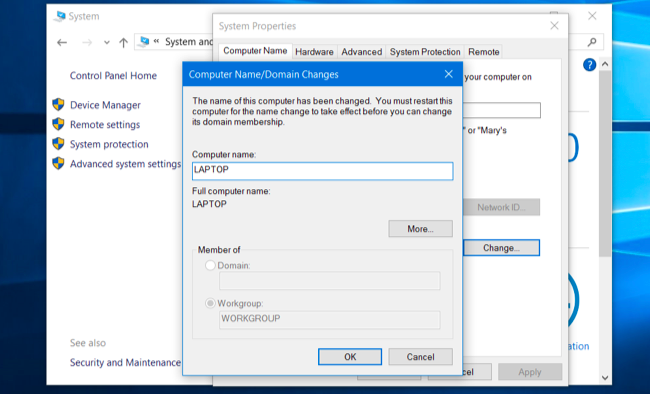 System
System Properties
« System and
Computer Name
Hardware
Advanced
System Protection
Remote
Control Panel Home
Device Manager
Remote settings
System protection
Advanced system settings
See also
Security and Maintenance
Computer Name/Domain Changes
The name of this computer has been changed. You must restart this
computer for the name change to take effect before you can change
its domain membership.
Computer name:
LAPTOP
Full computer name:
LAPTOP
More...
Member of
Domain:
Workgroup:
WORKGROUP
OK
Cancel
your computer on
" or "Mary's
Network ID...
Change...
Apply